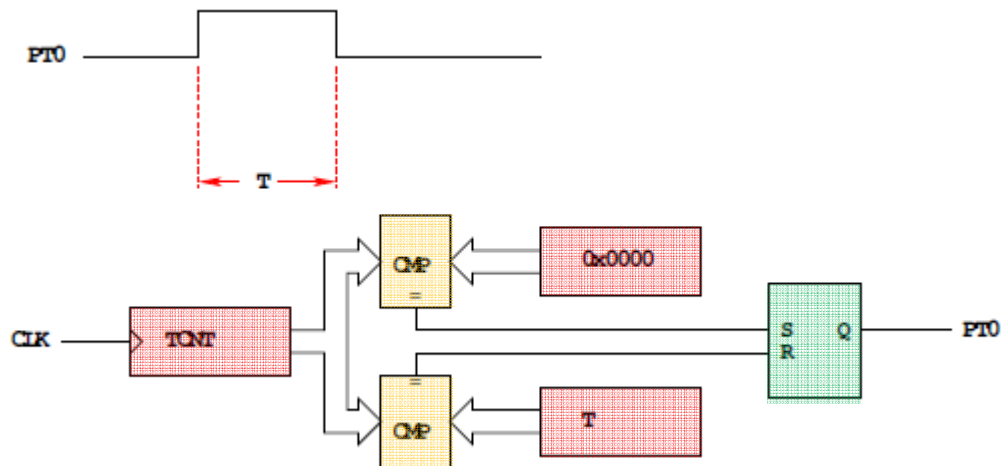 PT0
T
CMP
=
0x0000
CLK
TCNT
S
R
Q
PT0
=
CMP
T